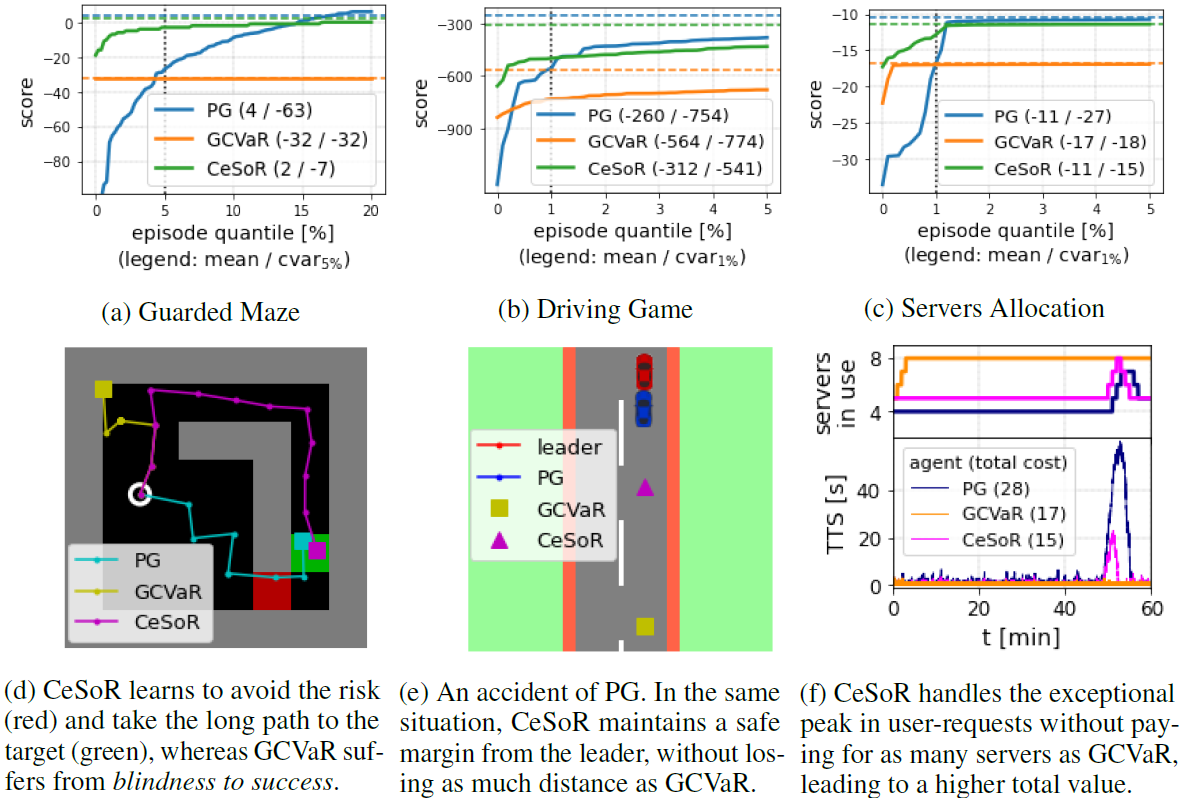 0
−20
−40
−60
−80
score
PG (4 / -63)
GCVaR (-32 / -32)
CeSoR (2 / -7)
0 5 10 15 20
episode quantile [%]
(legend: mean / cvar5%)
(a) Guarded Maze
−300
−600
−900
score
PG (-260 / -754)
GCVaR (-564 / -774)
CeSoR (-312 / -541)
0 1 2 3 4 5
episode quantile [%]
(legend: mean / cvar1%)
(b) Driving Game
−10
−15
−20
−25
−30
score
PG (-11 / -27)
GCVaR (-17 / -18)
CeSoR (-11 / -15)
0 1 2 3 4 5
episode quantile [%]
(legend: mean / cvar1%)
(c) Servers Allocation
PG
GCVaR
CeSoR
(d) CeSoR learns to avoid the risk
(red) and take the long path to the
target (green), whereas GCVaR suf-
fers from blindness to success.
leader
PG
GCVaR
CeSoR
(e) An accident of PG. In the same
situation, CeSoR maintains a safe
margin from the leader, without los-
ing as much distance as GCVaR.
servers
in use
8
4
TTS [s]
40
20
0
agent (total cost)
PG (28)
GCVaR (17)
CeSoR (15)
0 20 40 60
t [min]
(f) CeSoR handles the exceptional
peak in user-requests without pay-
ing for as many servers as GCVaR,
leading to a higher total value.